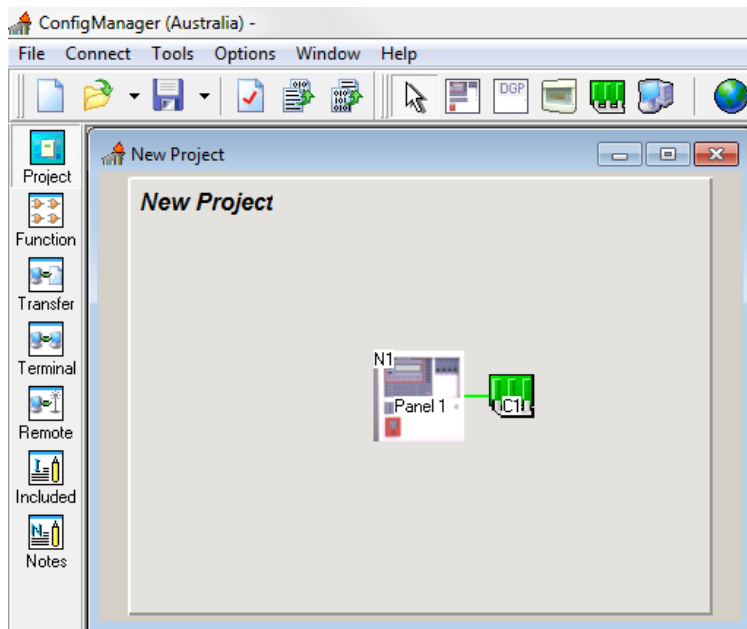 ConfigManager (Australia) -
File Connect Tools Options Window Help
DGP
New Project
Project
Function
Transfer
Terminal
Remote
Included
Notes
New Project
N1
Panel 1
C1